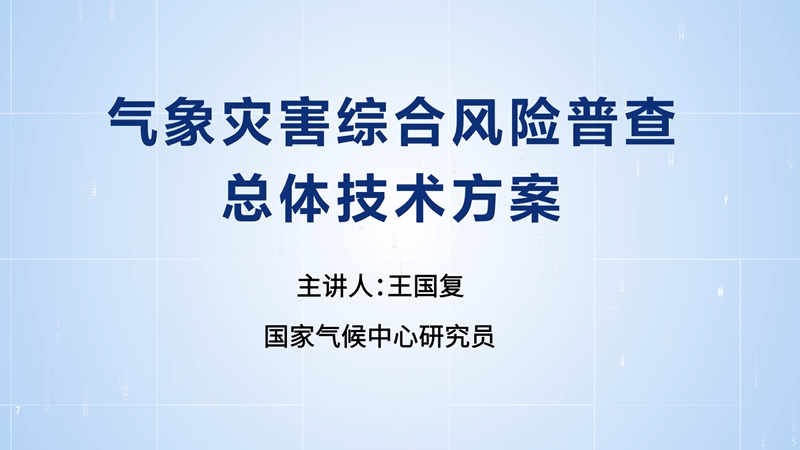 气象灾害综合风险普查
总体技术方案
主讲人:王国复
国家气候中心研究员
7